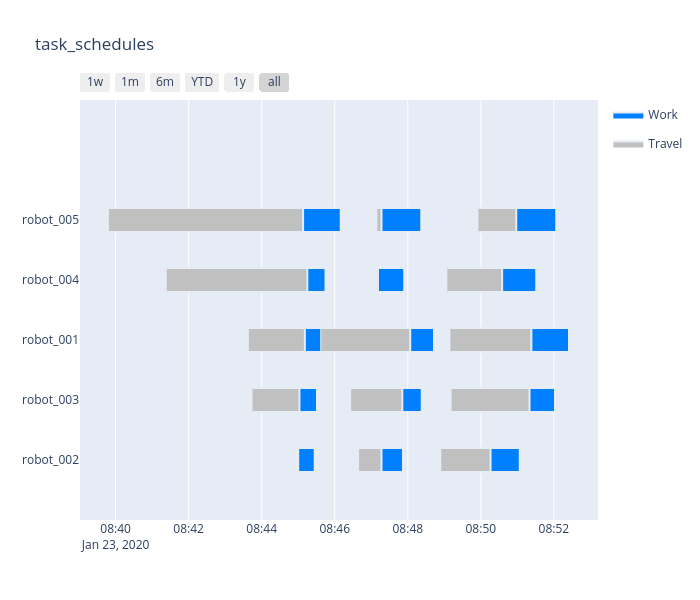 task_schedules
1w 1m 6m YTD 1y all
Work
Travel
robot_005
robot_004
robot_001
robot_003
robot_002
08:40 08:42 08:44 08:46 08:48 08:50 08:52
Jan 23, 2020